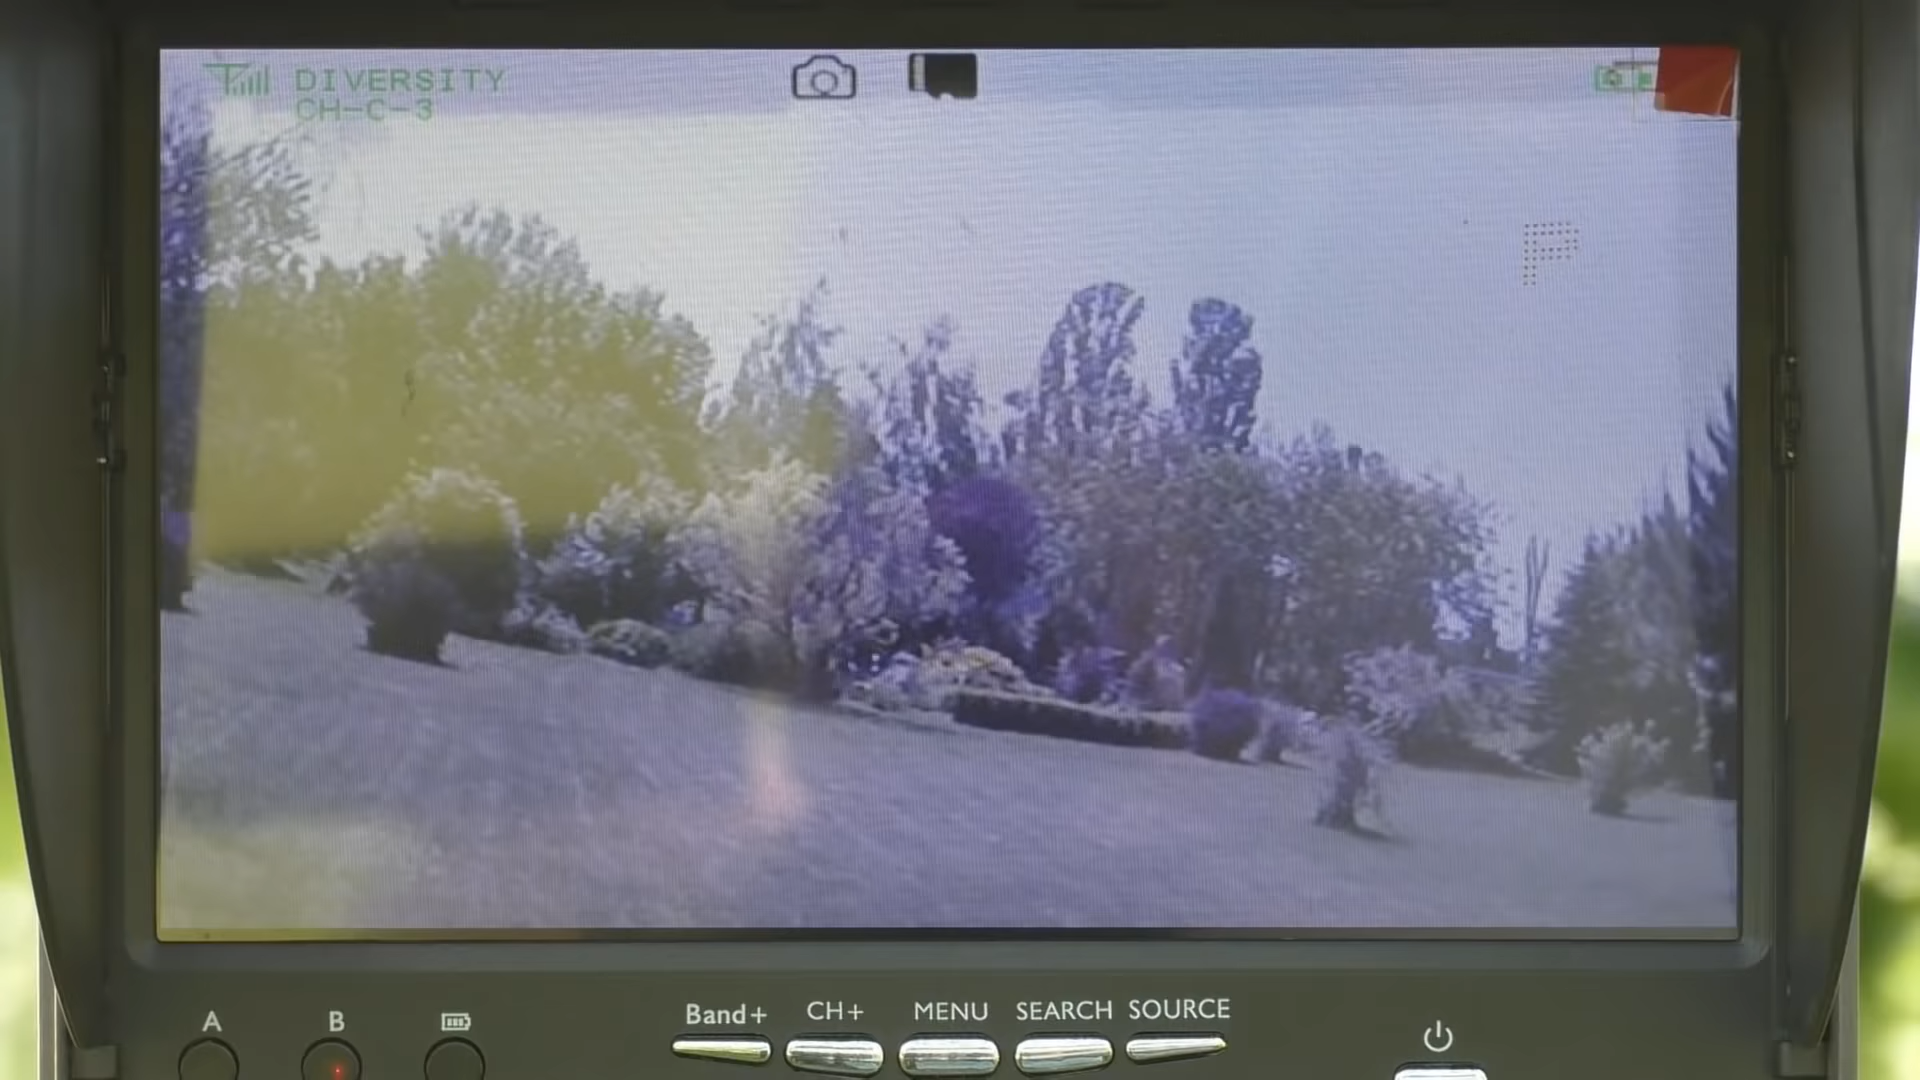 DIVERSITY
CH-C-3
P
A B
Band+ CH+ MENU SEARCH SOURCE